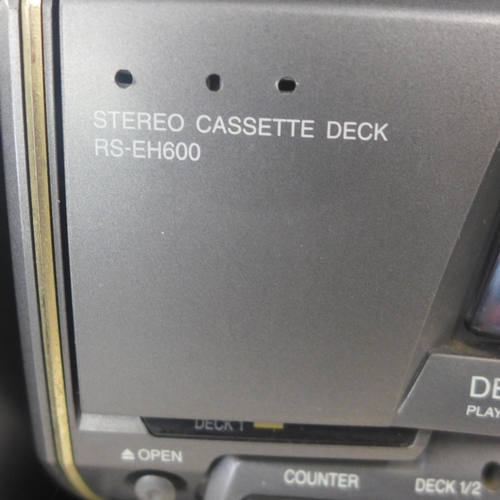 STEREO CASSETTE DECK
RS-EH600
DECK 1
⏏ OPEN
COUNTER
DECK 1/2